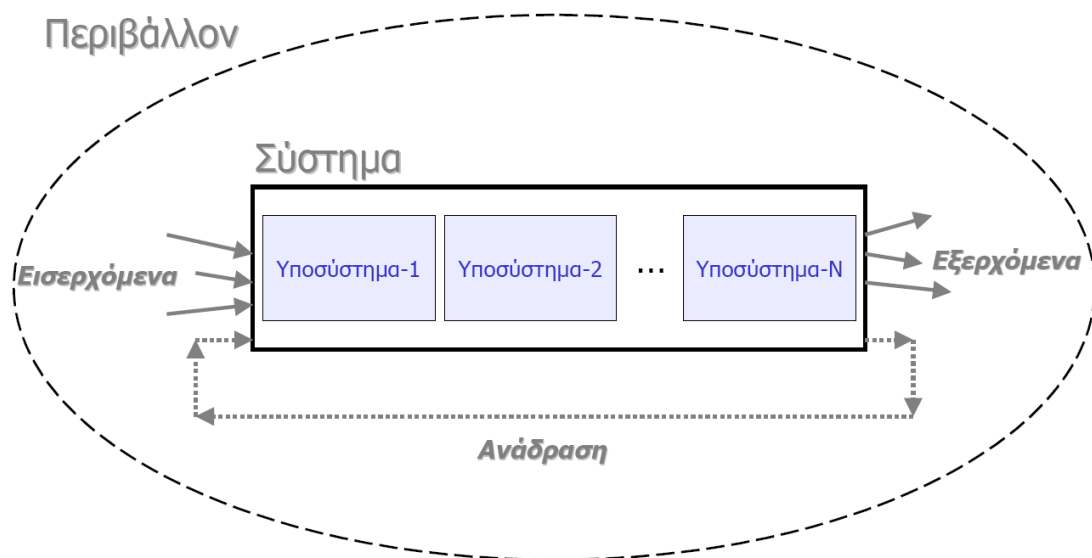 Περιβάλλον
Σύστημα
Εισερχόμενα
Υποσύστημα-1
Υποσύστημα-2
...
Υποσύστημα-N
Εξερχόμενα
Ανάδραση